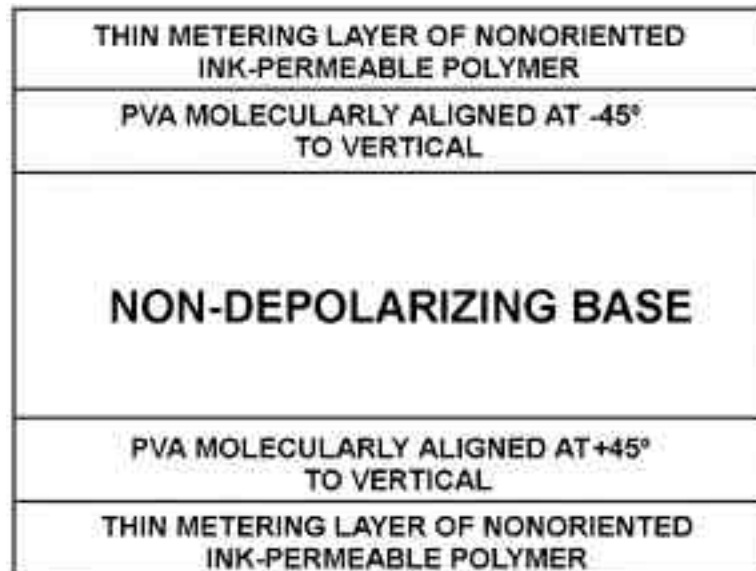 THIN METERING LAYER OF NONORIENTED
INK-PERMEABLE POLYMER
PVA MOLECULARLY ALIGNED AT -45°
TO VERTICAL
NON-DEPOLARIZING BASE
PVA MOLECULARLY ALIGNED AT +45°
TO VERTICAL
THIN METERING LAYER OF NONORIENTED
INK-PERMEABLE POLYMER